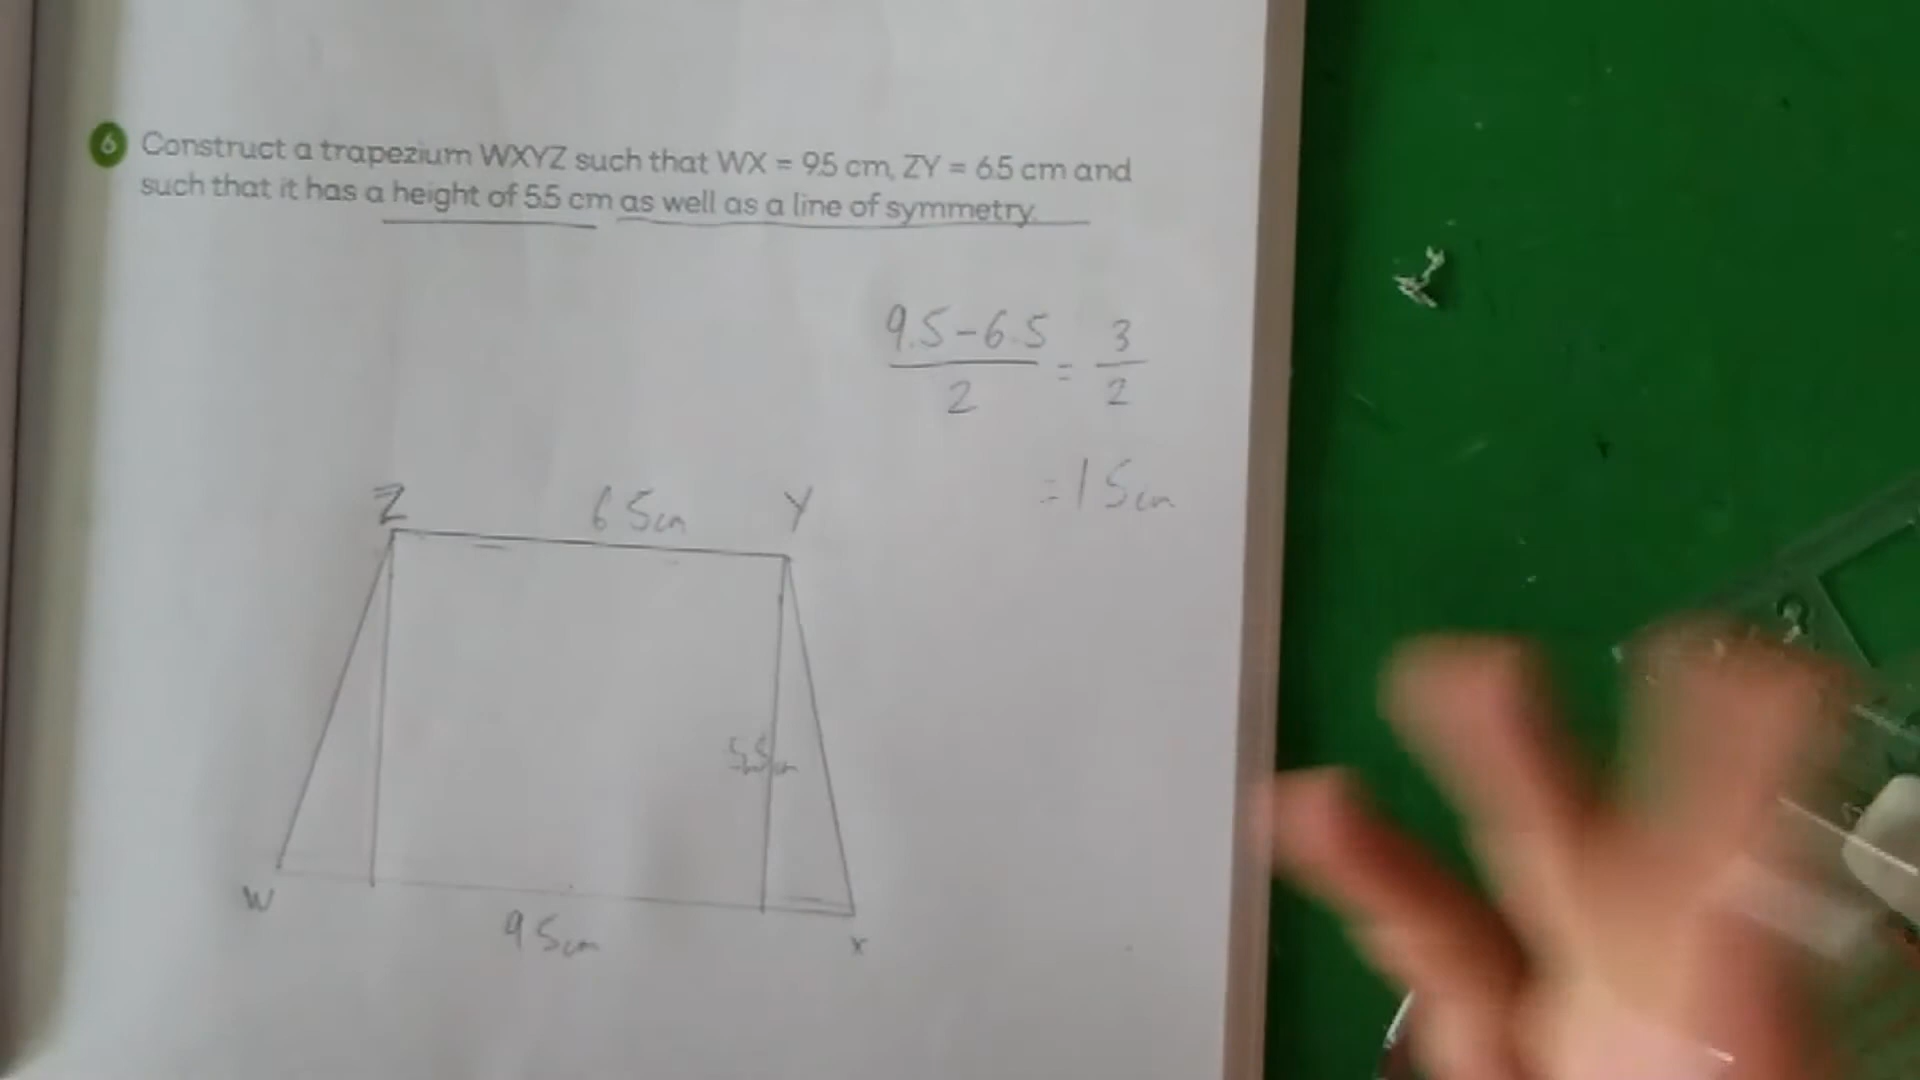 6 Construct a trapezium WXYZ such that WX = 9.5 cm, ZY = 6.5 cm and
such that it has a height of 5.5 cm as well as a line of symmetry.
9.5-6.5 / 2 = 3 / 2
=1.5cm
Z 6.5cm Y
5.5cm
W 9.5cm X